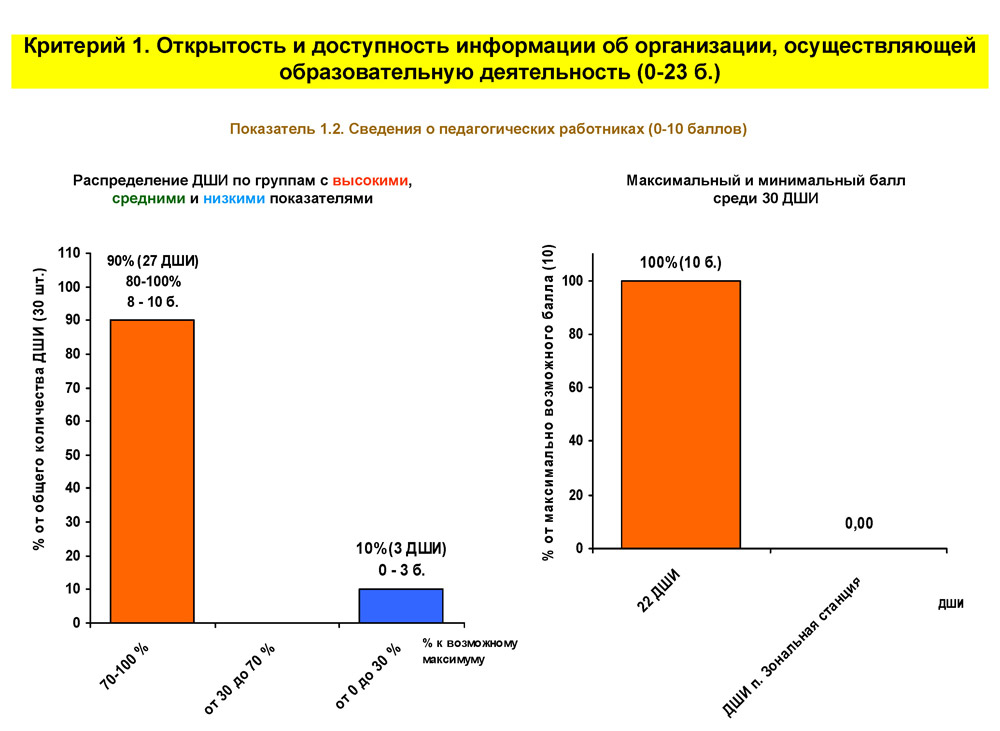 Критерий 1. Открытость и доступность информации об организации, осуществляющей
образовательную деятельность (0-23 б.)
Показатель 1.2. Сведения о педагогических работниках (0-10 баллов)
Распределение ДШИ по группам с высокими,
средними и низкими показателями
% от общего количества ДШИ (30 шт.)
110
100
90
80
70
60
50
40
30
20
10
0
90% (27 ДШИ)
80-100%
8 - 10 б.
10% (3 ДШИ)
0 - 3 б.
70-100 %
от 30 до 70 %
от 0 до 30 %
% к возможному
максимуму
Максимальный и минимальный балл
среди 30 ДШИ
% от максимально возможного балла (10)
100
80
60
40
20
0
100% (10 б.)
0,00
22 ДШИ
ДШИ п. Зональная станция
ДШИ